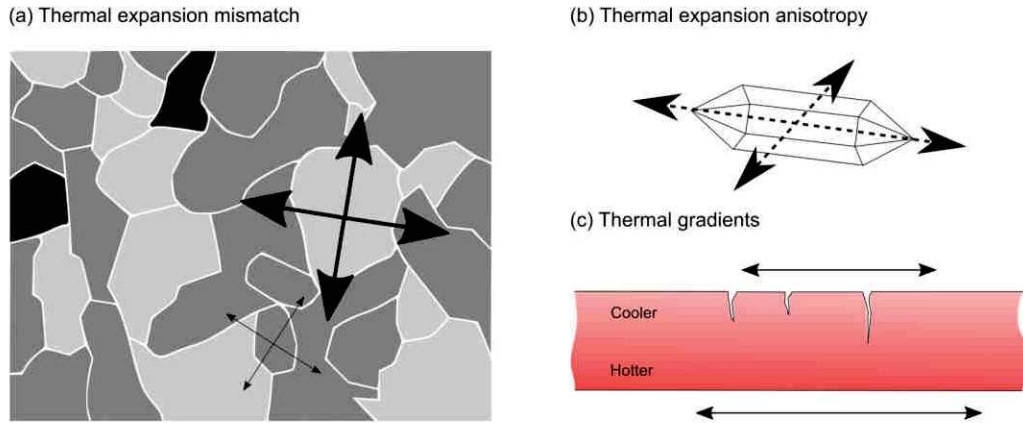 (a) Thermal expansion mismatch
(b) Thermal expansion anisotropy
(c) Thermal gradients
Cooler
Hotter